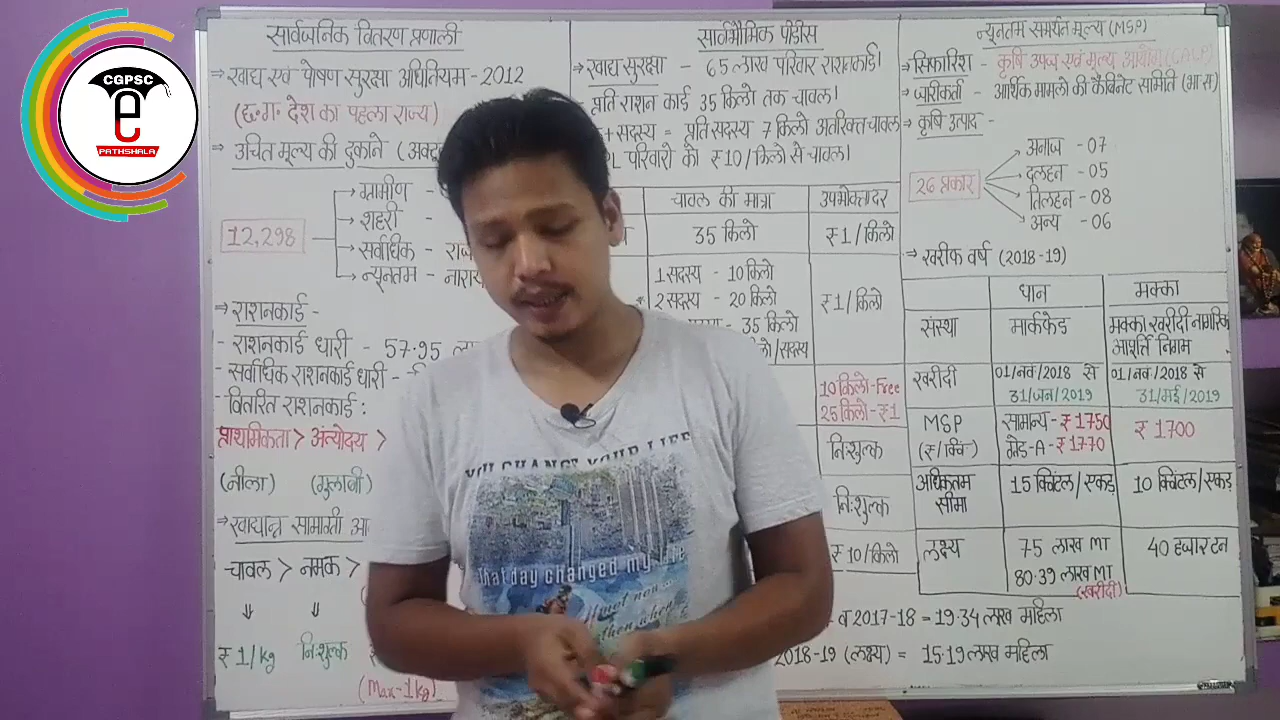 CGPSC
e
PATHSHALA
सार्वजनिक वितरण प्रणाली
⇒ खाद्य एवं पोषण सुरक्षा अधिनियम - 2012
(छ.ग. देश का पहला राज्य)
⇒ उचित मूल्य की दुकाने
12,298
→ ग्रामीण -
→ शहरी -
→ सर्वाधिक -
→ न्यूनतम -
⇒ राशनकार्ड -
- राशनकार्ड धारी - 57.95
- सर्वाधिक राशनकार्ड धारी -
- वितरित राशनकार्ड :
प्राथमिकता > अन्योदय >
(नीला) (गुलाबी)
⇒ खाद्यान्न सामाग्री
चावल > नमक >
⇓ ⇓
₹ 1/kg निःशुल्क
(Max-1kg)
सार्वभौमिक पीडीस
⇒ खाद्य सुरक्षा - 65 लाख परिवार राशनकार्ड।
प्रति राशन कार्ड 35 किलो तक चावल।
+ सदस्य = प्रति सदस्य 7 किलो अतिरिक्त चावल
परिवारो को ₹10/किलो से चावल।
चावल की मात्रा उपभोक्ता दर
35 किलो ₹1/किलो
1 सदस्य - 10 किलो
2 सदस्य - 20 किलो ₹1/किलो
- 35 किलो
/सदस्य
10 किलो-Free
25 किलो-₹1
निःशुल्क
निःशुल्क
₹10/किलो
व 2017-18 = 19.34 लाख महिला
2018-19 (लक्ष्य) = 15.19 लाख महिला
न्यूनतम समर्थन मूल्य (MSP)
⇒ सिफारिश - कृषि उपज एवं मूल्य आयोग (CACP)
⇒ जारीकर्ता - आर्थिक मामलो की कैबिनेट समिति (भा.स)
⇒ कृषि उत्पाद -
26 प्रकार
अनाज - 07
दलहन - 05
तिलहन - 08
अन्य - 06
⇒ खरीफ वर्ष (2018-19)
धान मक्का
संस्था मार्कफेड मक्का खरीदी नागरिक
आपूर्ति निगम
खरीदी 01/नव/2018 से 01/नव/2018 से
31/जन/2019 31/मई/2019
MSP सामान्य - ₹ 1750 ₹ 1700
(₹/क्विं-) ग्रेड-A - ₹ 1770
अधिकतम 15 क्विंटल/एकड़ 10 क्विंटल/एकड़
सीमा
लक्ष्य 75 लाख MT 40 हजार टन
80.39 लाख MT
(खरीदी)
YOU CHANGE YOUR LIFE
That day changed my life